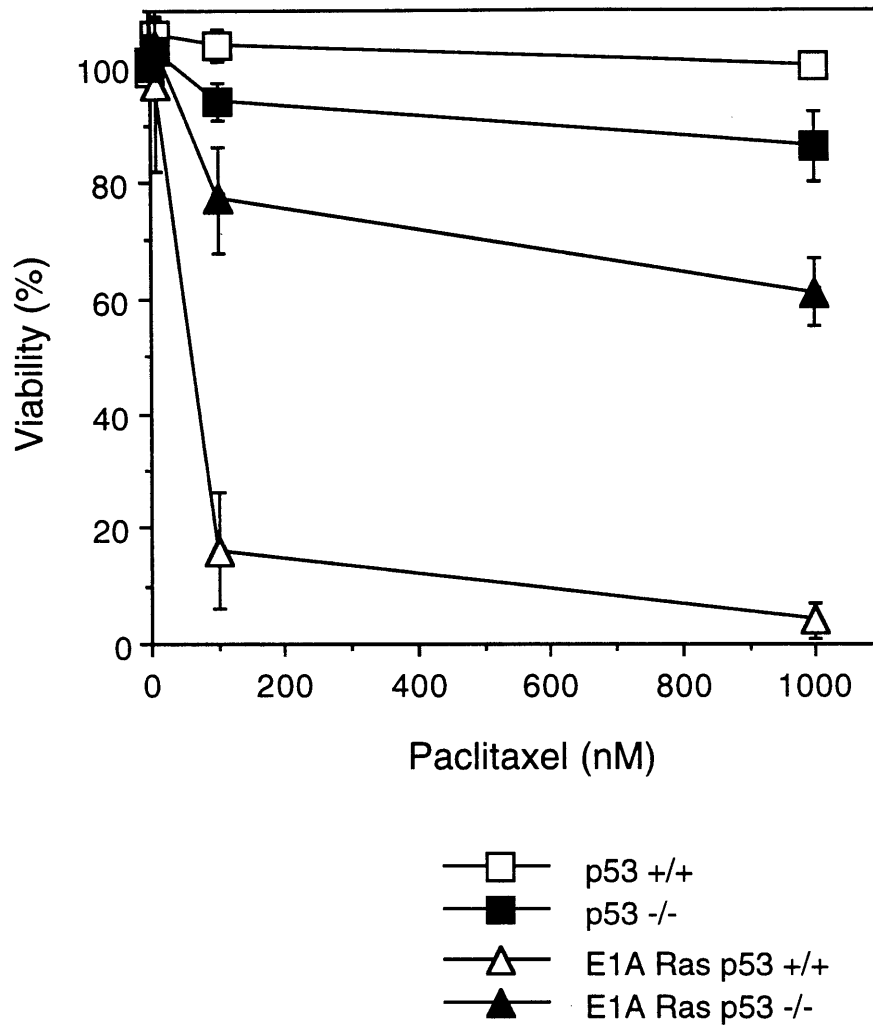 100
80
60
40
20
0
Viability (%)
0 200 400 600 800 1000
Paclitaxel (nM)
p53 +/+
p53 -/-
E1A Ras p53 +/+
E1A Ras p53 -/-